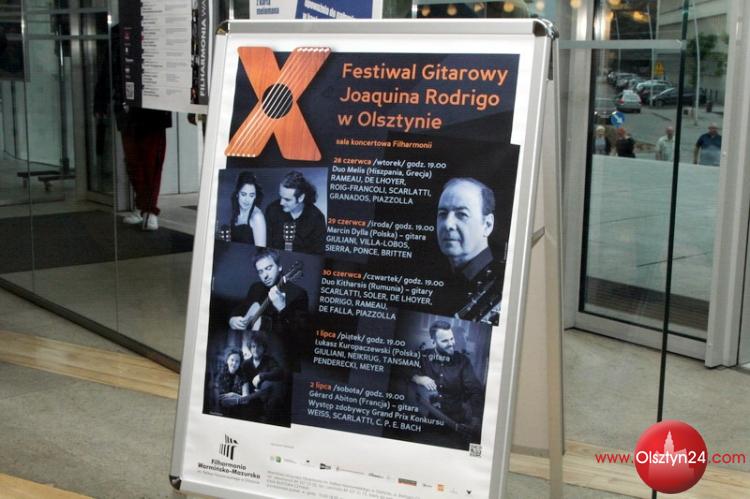 X
Festiwal Gitarowy
Joaquina Rodrigo
w Olsztynie
sala koncertowa Filharmonii
28 czerwca /wtorek/ godz. 19.00
Duo Melis (Hiszpania, Grecja)
RAMEAU, DE LHOYER,
ROIG-FRANCOLI, SCARLATTI,
GRANADOS, PIAZZOLLA
29 czerwca /środa/ godz. 19.00
Marcin Dylla (Polska) – gitara
GIULIANI, VILLA-LOBOS,
SIERRA, PONCE, BRITTEN
30 czerwca /czwartek/ godz. 19.00
Duo Kitharsis (Rumunia) – gitary
SCARLATTI, SOLER, DE LHOYER,
RODRIGO, RAMEAU,
DE FALLA, PIAZZOLLA
1 lipca /piątek/ godz. 19.00
Łukasz Kuropaczewski (Polska) – gitara
GIULIANI, NEIKRUG, TANSMAN,
PENDERECKI, MEYER
2 lipca /sobota/ godz. 19.00
Gérard Abiton (Francja) – gitara
Występ zdobywcy Grand Prix Konkursu
WEISS, SCARLATTI, C. P. E. BACH
Filharmonia
Warmińsko-Mazurska
FILHARMONIA
www.Olsztyn24.com